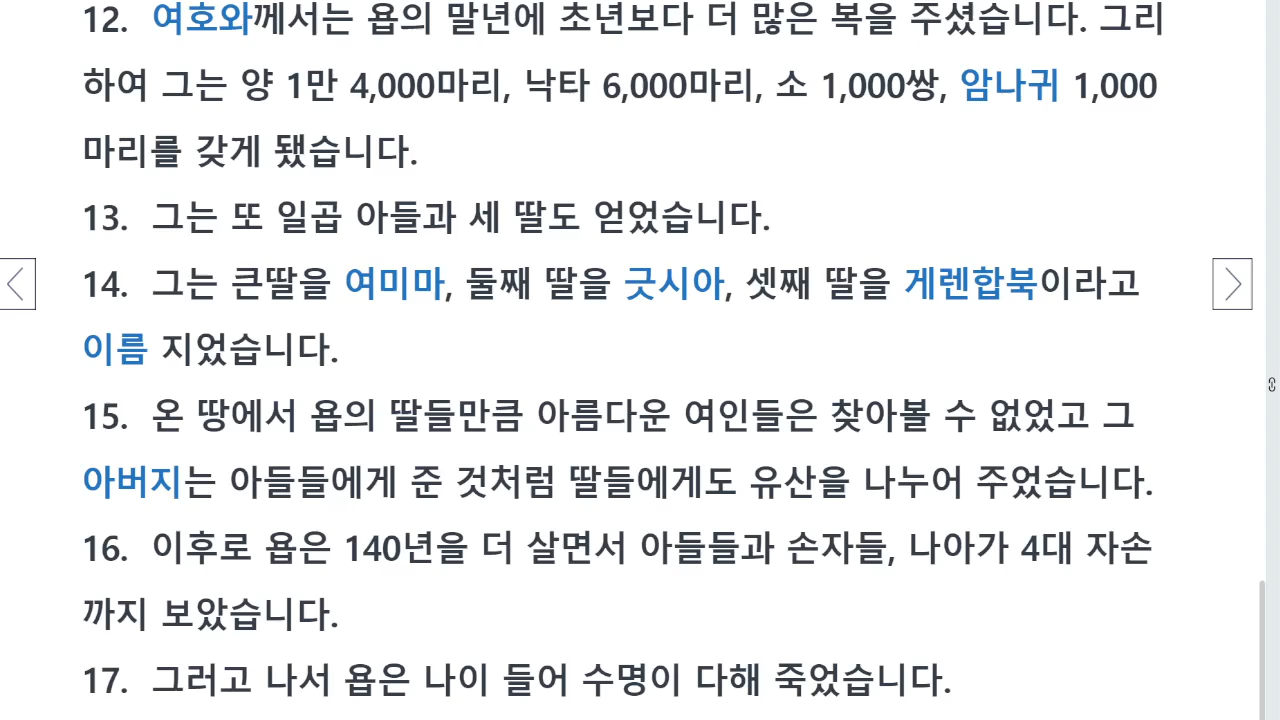 12. 여호와께서는 욥의 말년에 초년보다 더 많은 복을 주셨습니다. 그리
하여 그는 양 1만 4,000마리, 낙타 6,000마리, 소 1,000쌍, 암나귀 1,000
마리를 갖게 됐습니다.
13. 그는 또 일곱 아들과 세 딸도 얻었습니다.
14. 그는 큰딸을 여미마, 둘째 딸을 긋시아, 셋째 딸을 게렌합북이라고
이름 지었습니다.
15. 온 땅에서 욥의 딸들만큼 아름다운 여인들은 찾아볼 수 없었고 그
아버지는 아들들에게 준 것처럼 딸들에게도 유산을 나누어 주었습니다.
16. 이후로 욥은 140년을 더 살면서 아들들과 손자들, 나아가 4대 자손
까지 보았습니다.
17. 그러고 나서 욥은 나이 들어 수명이 다해 죽었습니다.